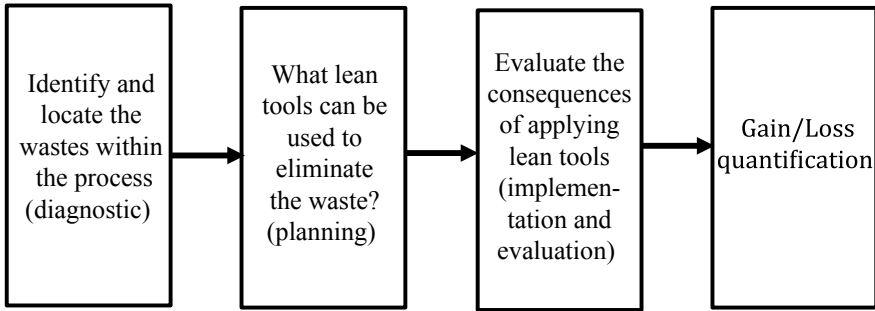 Identify and
locate the
wastes within
the process
(diagnostic)
What lean
tools can be
used to
eliminate
the waste?
(planning)
Evaluate the
consequences
of applying
lean tools
(implemen-
tation and
evaluation)
Gain/Loss
quantification